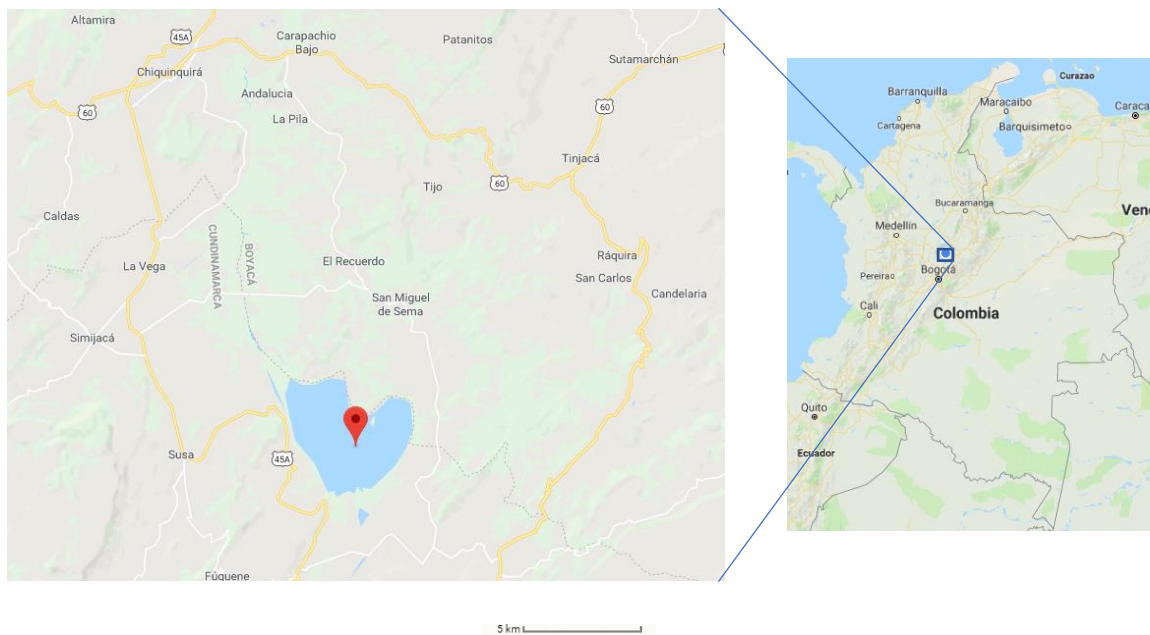 Altamira
45A
Carapachio
Bajo
Patanitos
Sutamarchán
Chiquinquirá
60
Andalucia
La Pila
60
Tinjacá
60
Tijo
Caldas
CUNDINAMARCA
BOYACÁ
La Vega
El Recuerdo
Ráquira
San Carlos
San Miguel
de Sema
Candelaria
Simijacá
Susa
45A
Fúquene
5 km
Curazao
Barranquilla
Maracaibo
Caraca
Cartagena
Barquisimeto
Bucaramanga
Vene
Medellín
Pereira
Bogotá
Cali
Colombia
Quito
Ecuador